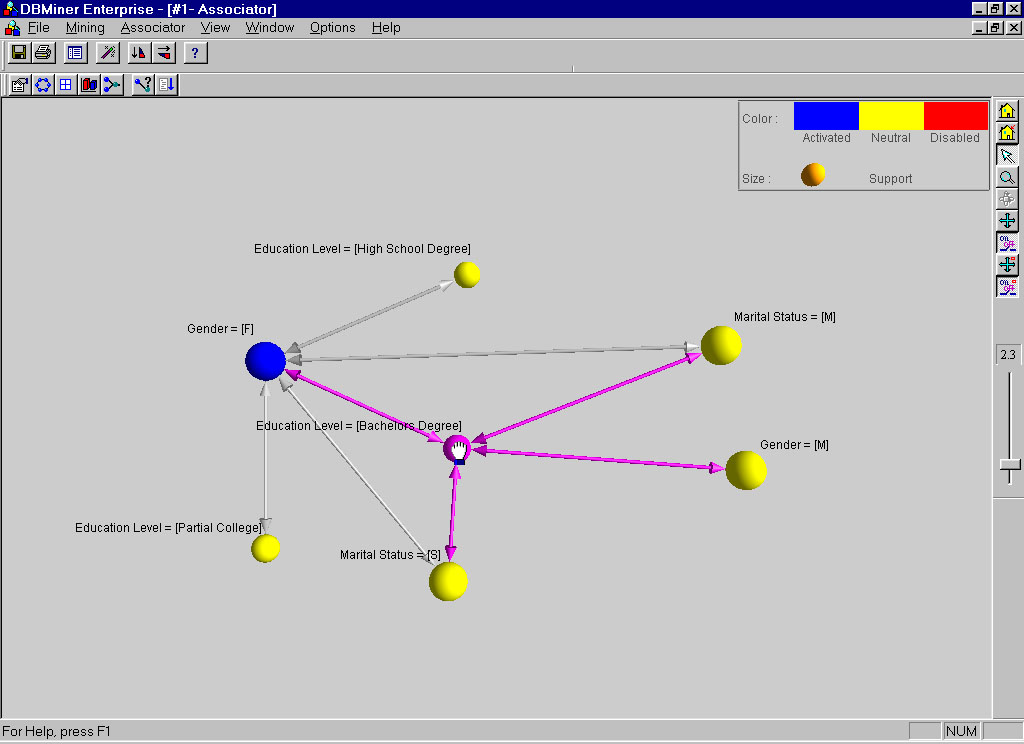 DBMiner Enterprise - [#1- Associator]
File Mining Associator View Window Options Help
Color :
Activated Neutral Disabled
Size : Support
Education Level = [High School Degree]
Marital Status = [M]
Gender = [F]
2.3
Education Level = [Bachelors Degree]
Gender = [M]
Education Level = [Partial College]
Marital Status = [S]
For Help, press F1
NUM